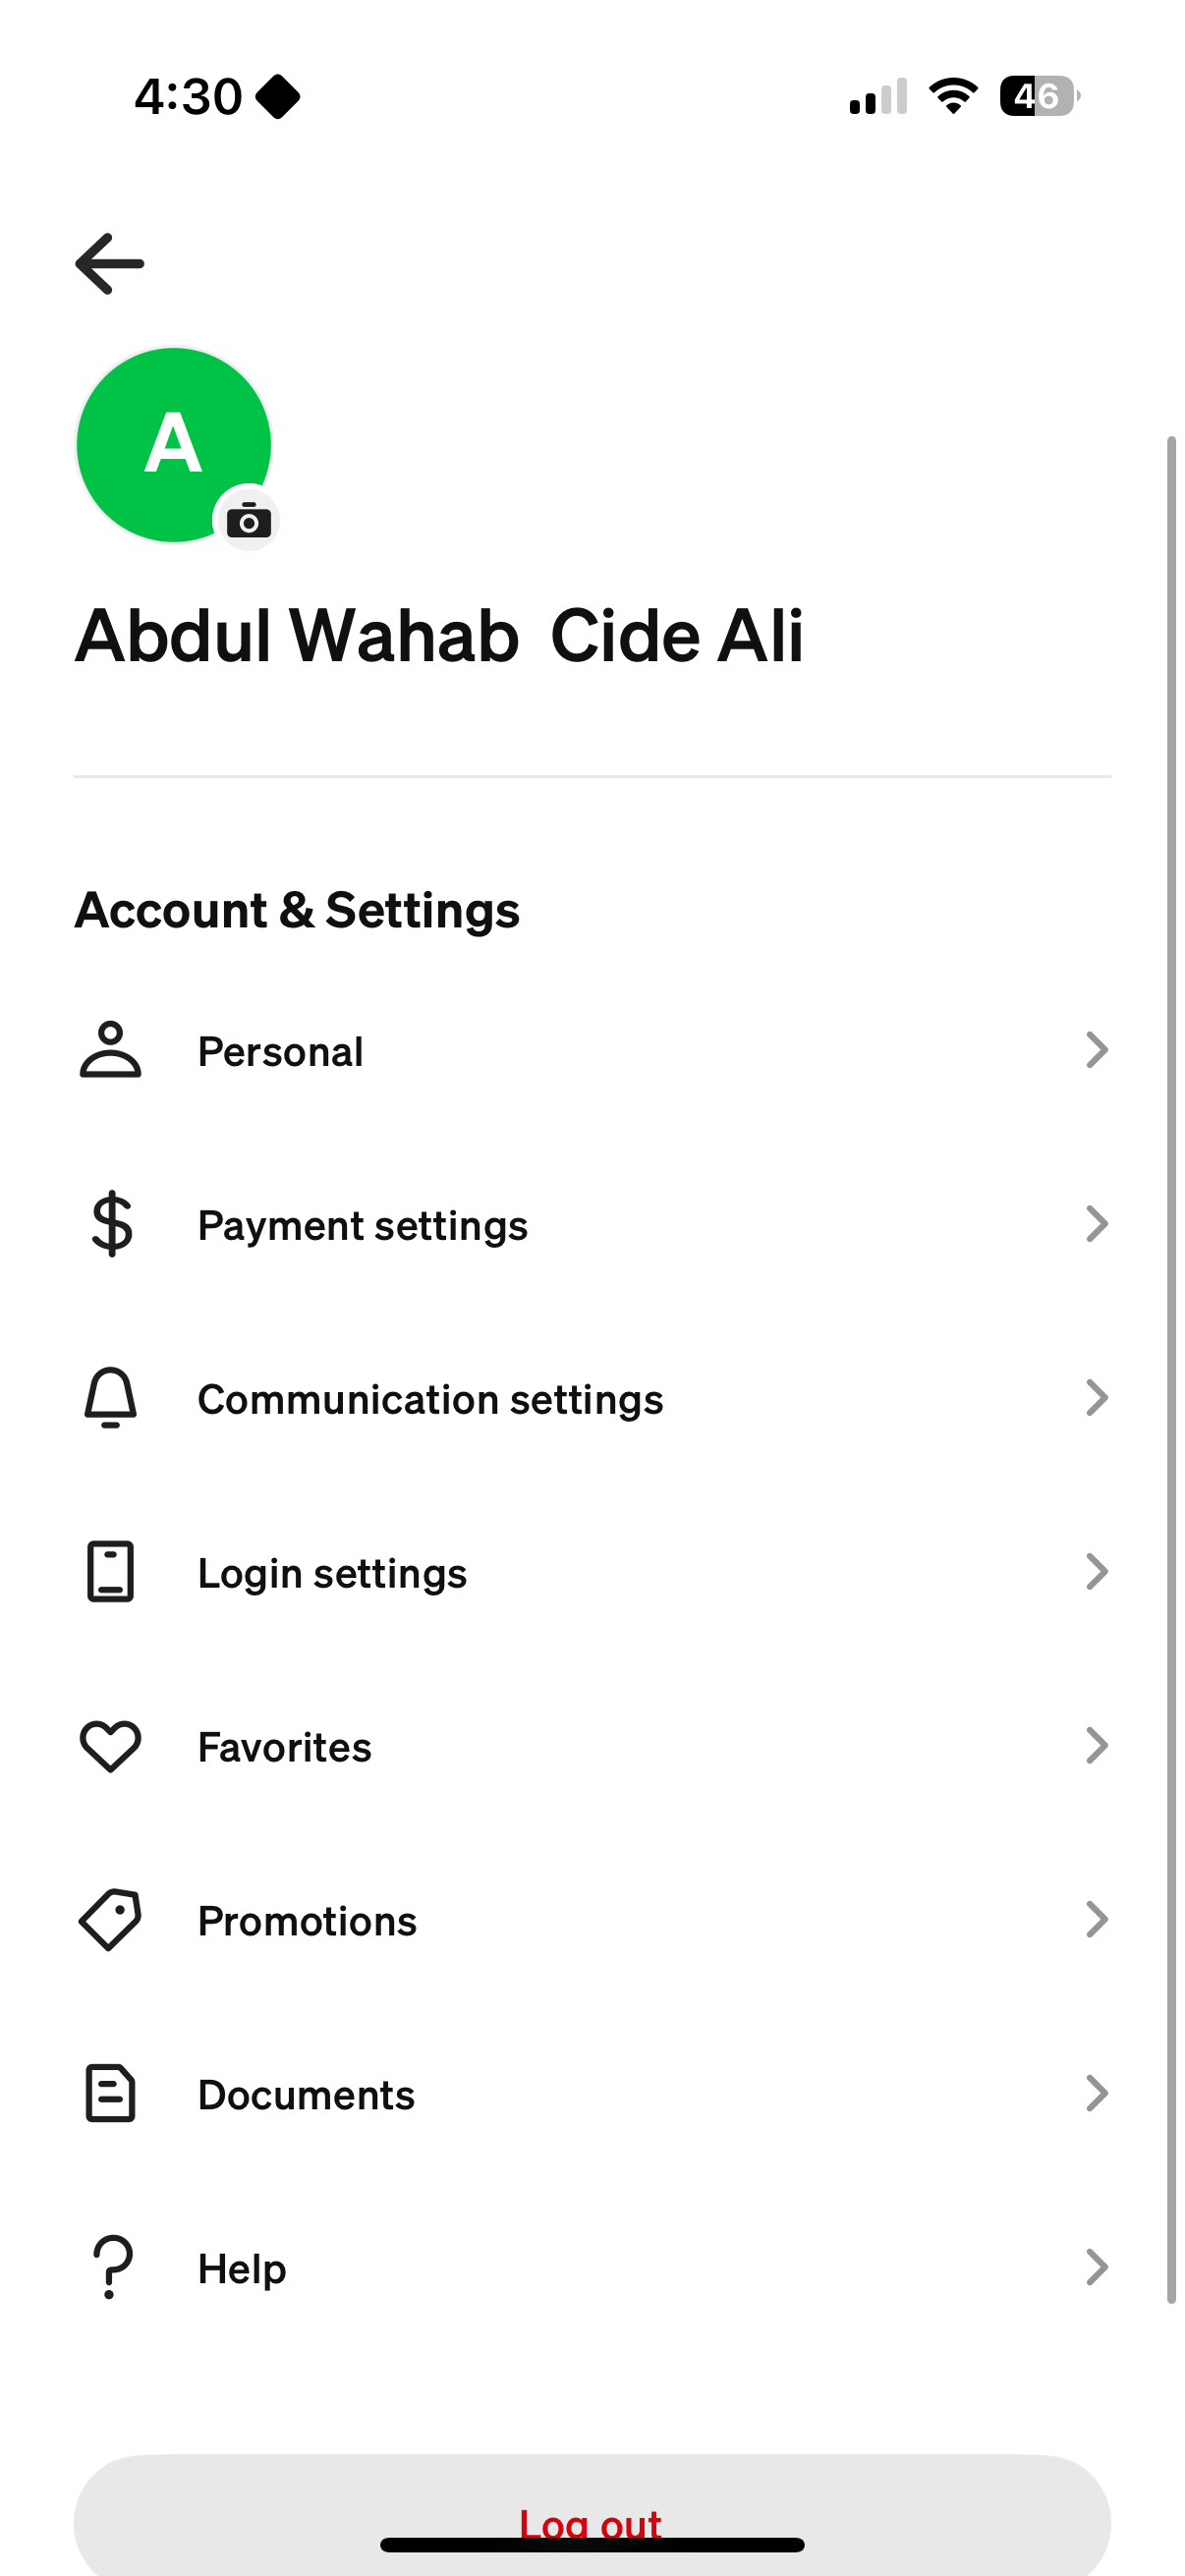 4:30
46
A
Abdul Wahab  Cide Ali
Account & Settings
Personal
Payment settings
Communication settings
Login settings
Favorites
Promotions
Documents
Help
Log out